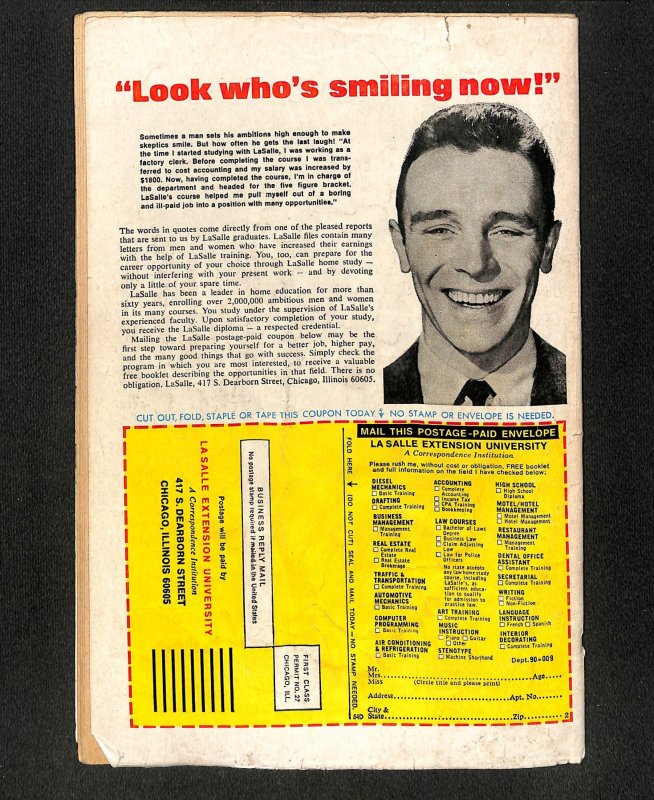 “Look who's smiling now!”
Sometimes a man sets his ambitions high enough to make
skeptics smile. But how often he gets the last laugh! “At
the time I started studying with LaSalle, I was working as a
factory clerk. Before completing the course I was trans-
ferred to cost accounting and my salary was increased by
$1800. Now, having completed the course, I'm in charge of
the department and headed for the five figure bracket.
LaSalle's course helped me pull myself out of a boring
and ill-paid job into a position with many opportunities.”
The words in quotes come directly from one of the pleased reports
that are sent to us by LaSalle graduates. LaSalle files contain many
letters from men and women who have increased their earnings
with the help of LaSalle training. You, too, can prepare for the
career opportunity of your choice through LaSalle home study —
without interfering with your present work — and by devoting
only a little of your spare time.
LaSalle has been a leader in home education for more than
sixty years, enrolling over 2,000,000 ambitious men and women
in its many courses. You study under the supervision of LaSalle's
experienced faculty. Upon satisfactory completion of your study,
you receive the LaSalle diploma — a respected credential.
Mailing the LaSalle postage-paid coupon below may be the
first step toward preparing yourself for a better job, higher pay,
and the many good things that go with success. Simply check the
program in which you are most interested, to receive a valuable
free booklet describing the opportunities in that field. There is no
obligation. LaSalle, 417 S. Dearborn Street, Chicago, Illinois 60605.
CUT OUT, FOLD, STAPLE OR TAPE THIS COUPON TODAY NO STAMP OR ENVELOPE IS NEEDED.
BUSINESS REPLY MAIL
No postage stamp required if mailed in the United States
FIRST CLASS
PERMIT NO. 27
CHICAGO, ILL.
Postage will be paid by
LA SALLE EXTENSION UNIVERSITY
A Correspondence Institution
417 S. DEARBORN STREET
CHICAGO, ILLINOIS 60605
FOLD HERE (DO NOT CUT) SEAL AND MAIL TODAY — NO STAMP NEEDED.
MAIL THIS POSTAGE-PAID ENVELOPE
LA SALLE EXTENSION UNIVERSITY
A Correspondence Institution
Please rush me, without cost or obligation, FREE booklet
and full information on the field I have checked below:
DIESEL
MECHANICS
Basic Training
DRAFTING
Complete Training
BUSINESS
MANAGEMENT
Management
Training
REAL ESTATE
Complete Real
Estate
Real Estate
Brokerage
TRAFFIC &
TRANSPORTATION
Complete Training
AUTOMOTIVE
MECHANICS
Basic Training
COMPUTER
PROGRAMMING
Basic Training
AIR CONDITIONING
& REFRIGERATION
Basic Training
ACCOUNTING
Complete
Accounting
Income Tax
CPA Training
Bookkeeping
LAW COURSES
Bachelor of Laws
Degree
Business Law
Claim Adjusting
Law
Law for Police
Officers
No state accepts
any law home study
course, including
LaSalle's, as
sufficient educa-
tion to qualify
for admission to
practice law.
ART TRAINING
Complete Training
MUSIC
INSTRUCTION
Piano Guitar
Other
STENOTYPE
Machine Shorthand
HIGH SCHOOL
High School
Diploma
MOTEL/HOTEL
MANAGEMENT
Motel Management
Hotel Management
RESTAURANT
MANAGEMENT
Management
Training
DENTAL OFFICE
ASSISTANT
Complete Training
SECRETARIAL
Complete Training
WRITING
Fiction
Non-Fiction
LANGUAGE
INSTRUCTION
French Spanish
INTERIOR
DECORATING
Complete Training
Dept. 90-009
Mr.
Mrs.
Miss Age
(Circle title and please print)
Address Apt. No.
City &
State Zip 2
54D